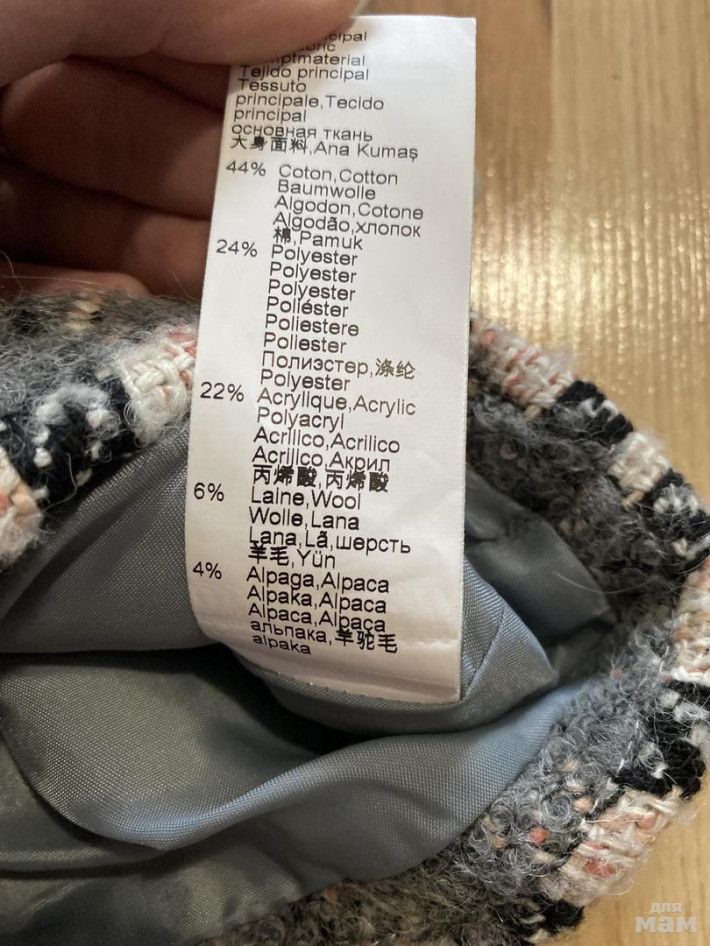 Tejido principal
Tessuto
principale,Tecido
principal
основная ткань
大身面料,Ana Kumaş
44% Coton,Cotton
Baumwolle
Algodon,Cotone
Algodão,хлопок
棉,Pamuk
24% Polyester
Polyester
Polyester
Poliéster
Poliestere
Poliester
Полиэстер,涤纶
Polyester
22% Acryllque,Acrylic
Polyacryl
Acrilico,Acrilico
Acrilico,Акрил
丙烯酸,丙烯酸
6% Laine,Wool
Wolle,Lana
Lana,Lã,шерсть
羊毛,Yün
4% Alpaga,Alpaca
Alpaka,Alpaca
Alpaca,Alpaca
альпака,羊驼毛
alpaka
для
мам